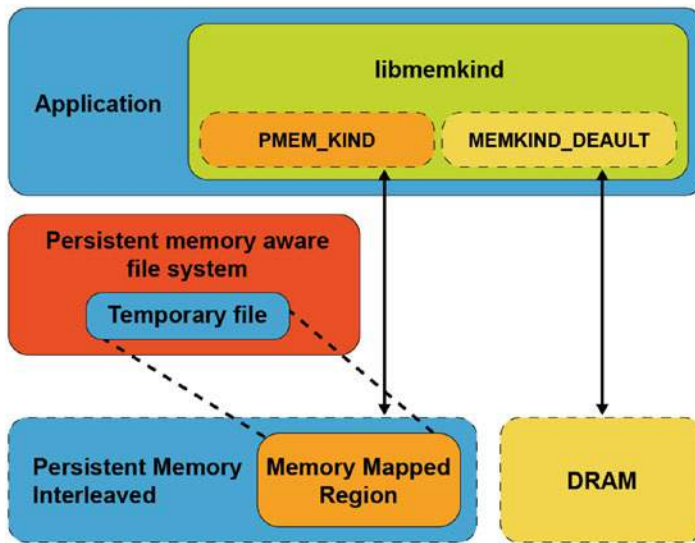 libmemkind
Application
PMEM_KIND
MEMKIND_DEAULT
Persistent memory aware
file system
Temporary file
Persistent Memory
Interleaved
Memory Mapped
Region
DRAM